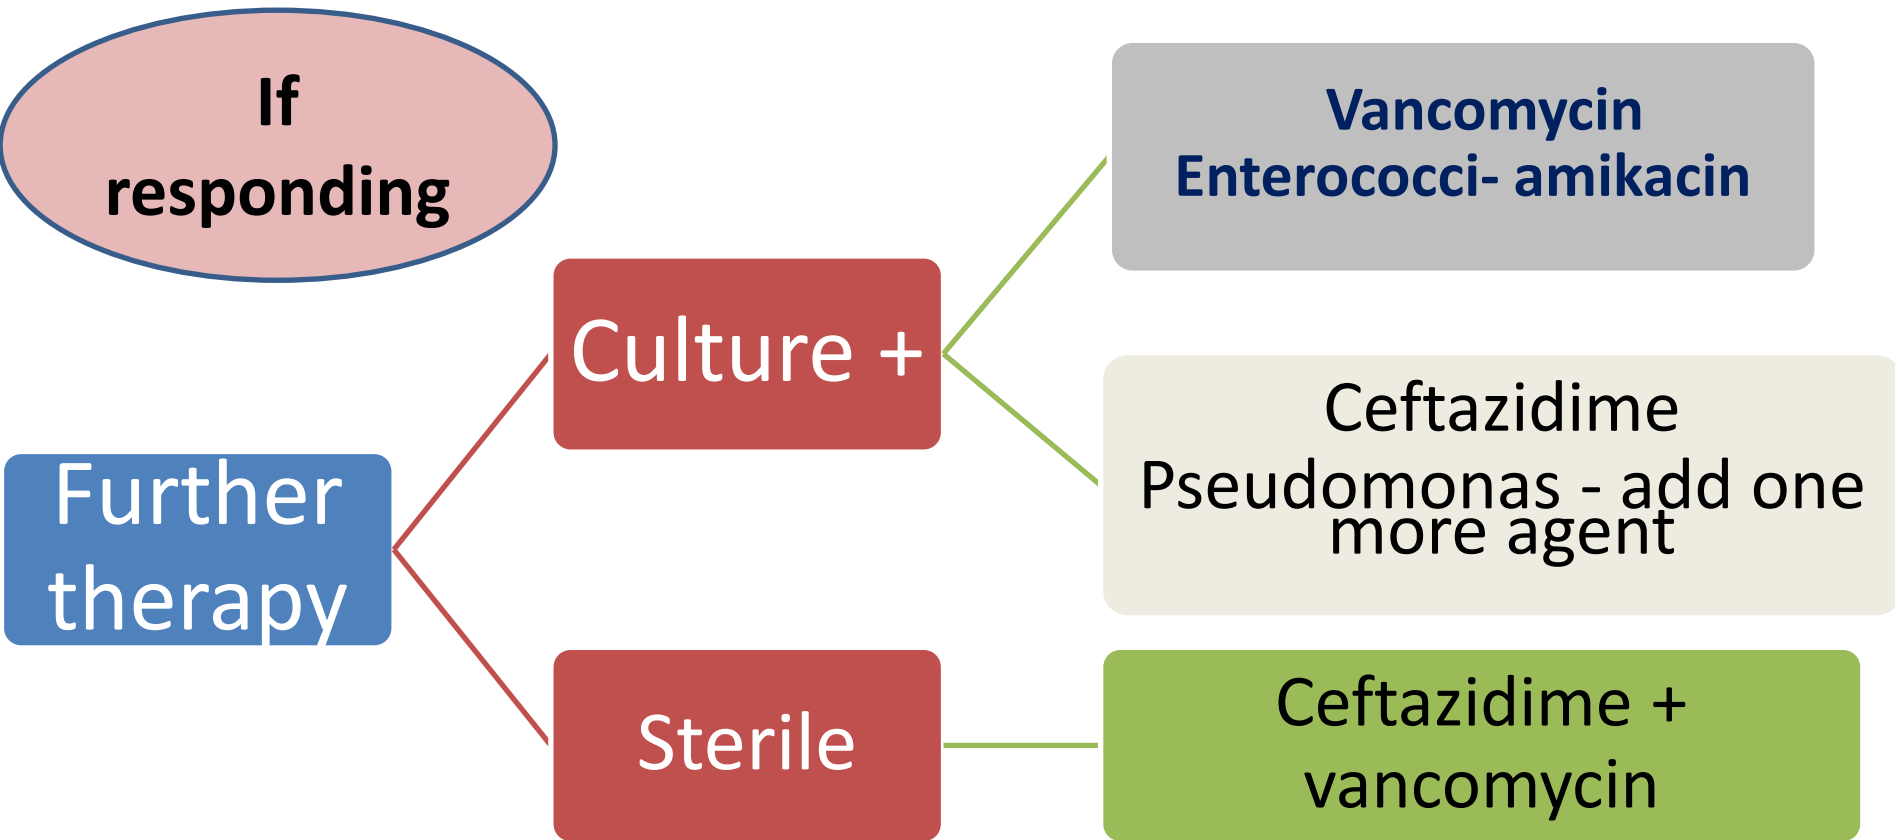 If
responding
Vancomycin
Enterococci- amikacin
Culture +
Ceftazidime
Pseudomonas - add one
more agent
Further
therapy
Sterile
Ceftazidime +
vancomycin